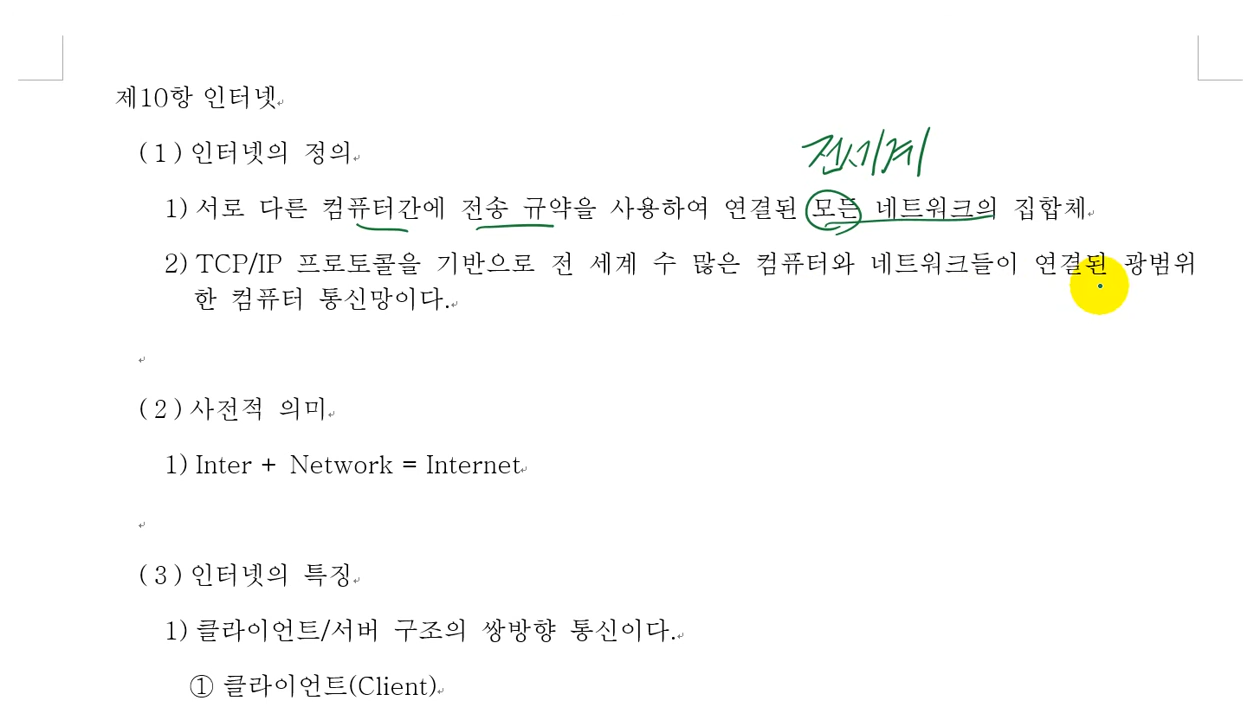 제10항 인터넷
(1) 인터넷의 정의
전세계
1) 서로 다른 컴퓨터간에 전송 규약을 사용하여 연결된 모든 네트워크의 집합체
2) TCP/IP 프로토콜을 기반으로 전 세계 수 많은 컴퓨터와 네트워크들이 연결된 광범위
한 컴퓨터 통신망이다.
(2) 사전적 의미
1) Inter + Network = Internet
(3) 인터넷의 특징
1) 클라이언트/서버 구조의 쌍방향 통신이다.
① 클라이언트(Client)